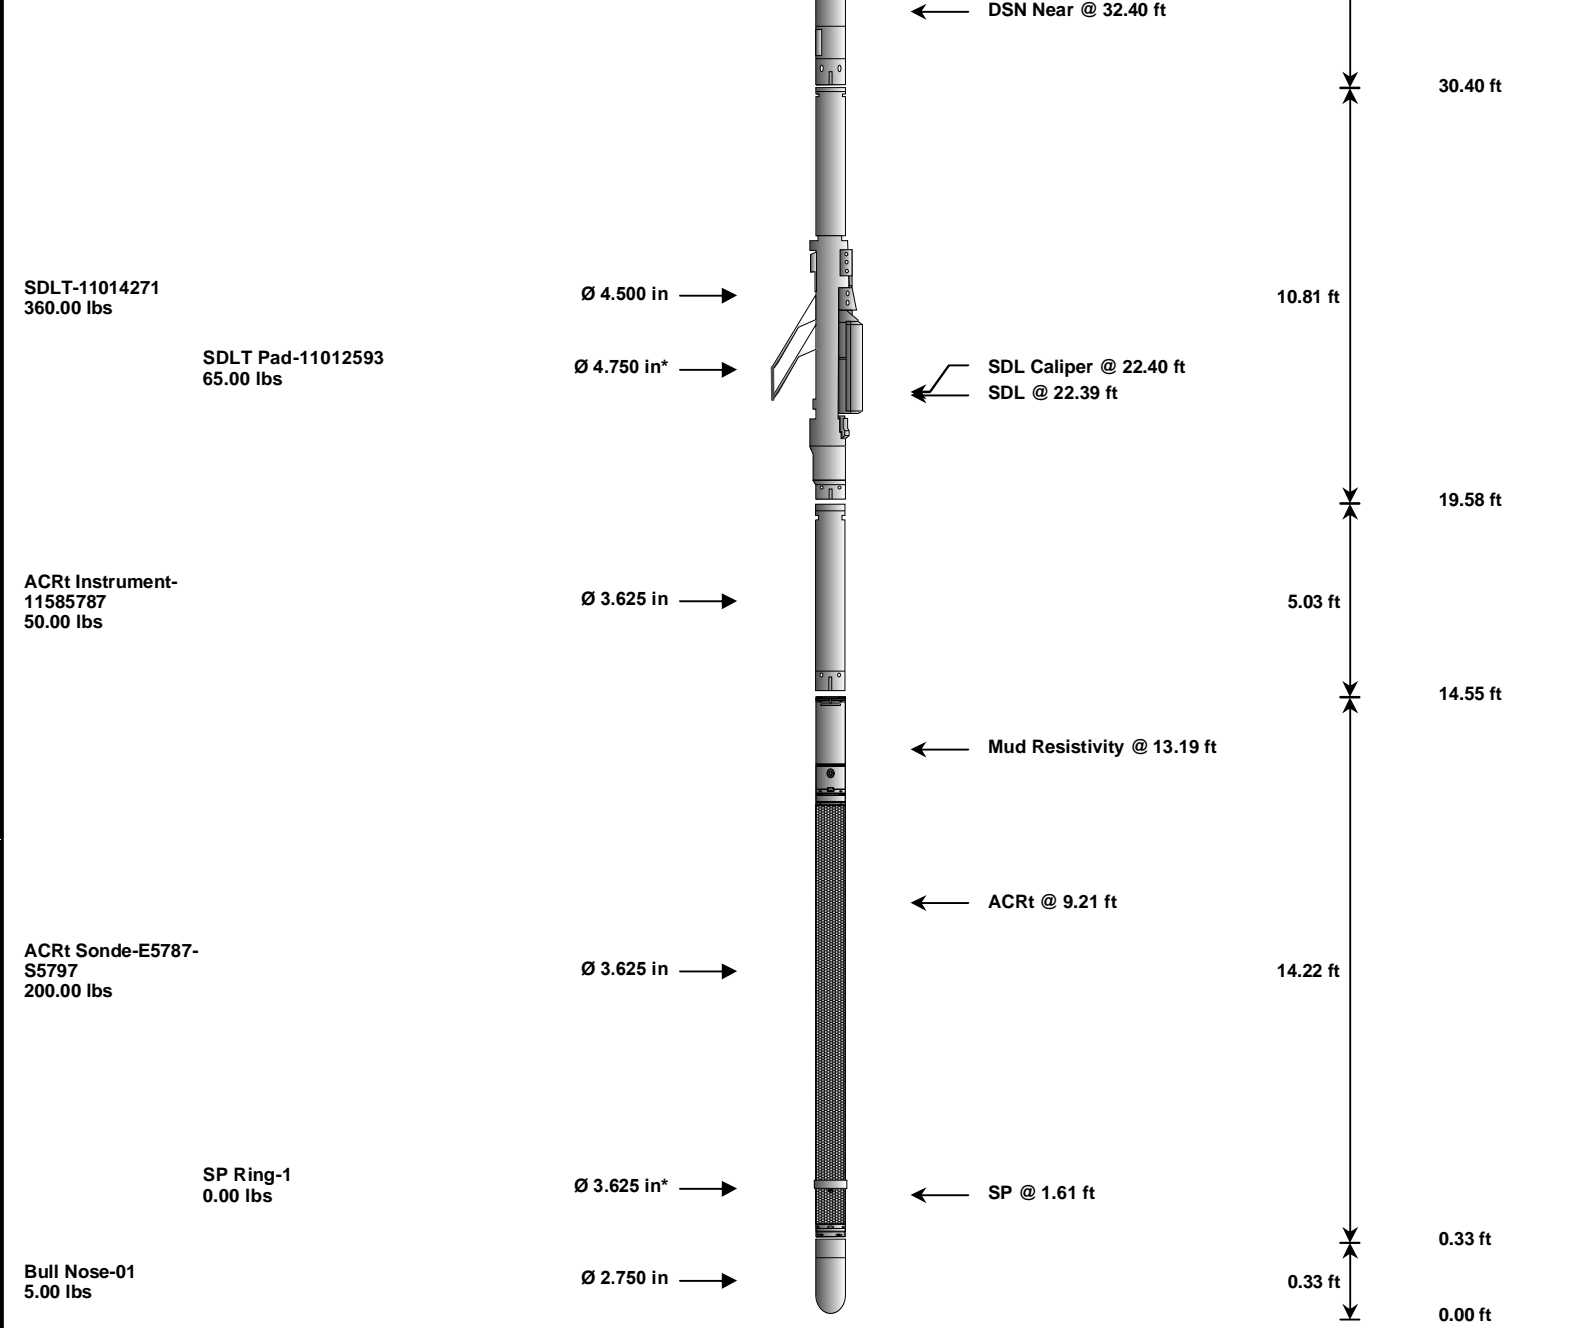 DSN Near @ 32.40 ft
30.40 ft
SDLT-11014271
360.00 lbs
Ø 4.500 in
10.81 ft
SDLT Pad-11012593
65.00 lbs
Ø 4.750 in*
SDL Caliper @ 22.40 ft
SDL @ 22.39 ft
19.58 ft
ACRt Instrument-
11585787
50.00 lbs
Ø 3.625 in
5.03 ft
14.55 ft
Mud Resistivity @ 13.19 ft
ACRt @ 9.21 ft
ACRt Sonde-E5787-
S5797
200.00 lbs
Ø 3.625 in
14.22 ft
SP Ring-1
0.00 lbs
Ø 3.625 in*
SP @ 1.61 ft
0.33 ft
Bull Nose-01
5.00 lbs
Ø 2.750 in
0.33 ft
0.00 ft